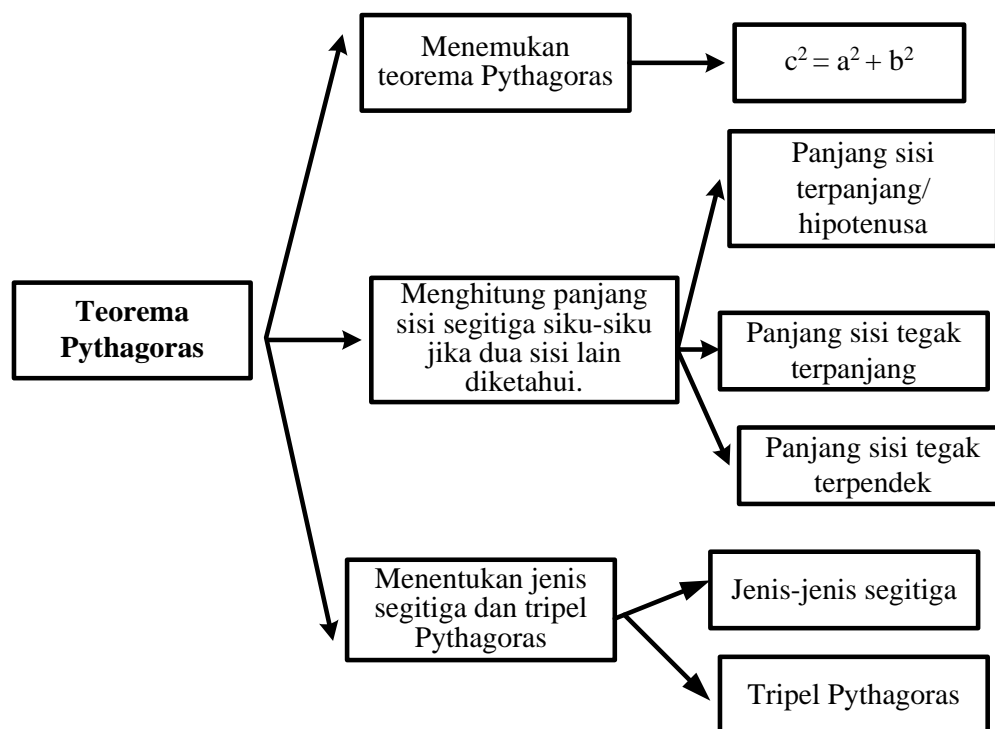 Menemukan
teorema Pythagoras
c² = a² + b²
Panjang sisi
terpanjang/
hipotenusa
Teorema
Pythagoras
Menghitung panjang
sisi segitiga siku-siku
jika dua sisi lain
diketahui.
Panjang sisi tegak
terpanjang
Panjang sisi tegak
terpendek
Menentukan jenis
segitiga dan tripel
Pythagoras
Jenis-jenis segitiga
Tripel Pythagoras